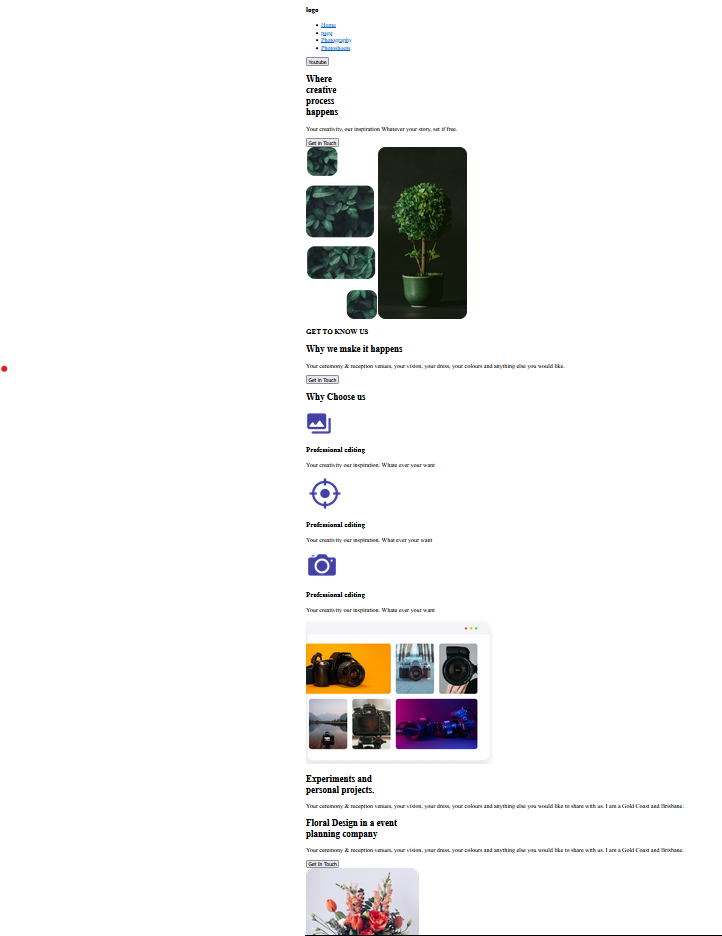 logo
Home
page
Photography
Photoshoots
Youtube
Where
creative
process
happens
Your creativity, our inspiration Whatever your story, set if free.
Get in Touch
GET TO KNOW US
Why we make it happens
Your ceremony & reception venues, your vision, your dress, your colours and anything else you would like.
Get in Touch
Why Choose us
Professional editing
Your creativity our inspiration. Whate ever your want
Professional editing
Your creativity our inspiration. What ever your want
Professional editing
Your creativity our inspiration. Whate ever your want
Experiments and
personal projects.
Your ceremony & reception venues, your vision, your dress, your colours and anything else you would like to share with us. I am a Gold Coast and Brisbane.
Floral Design in a event
planning company
Your ceremony & reception venues, your vision, your dress, your colours and anything else you would like to share with us. I am a Gold Coast and Brisbane.
Get In Touch